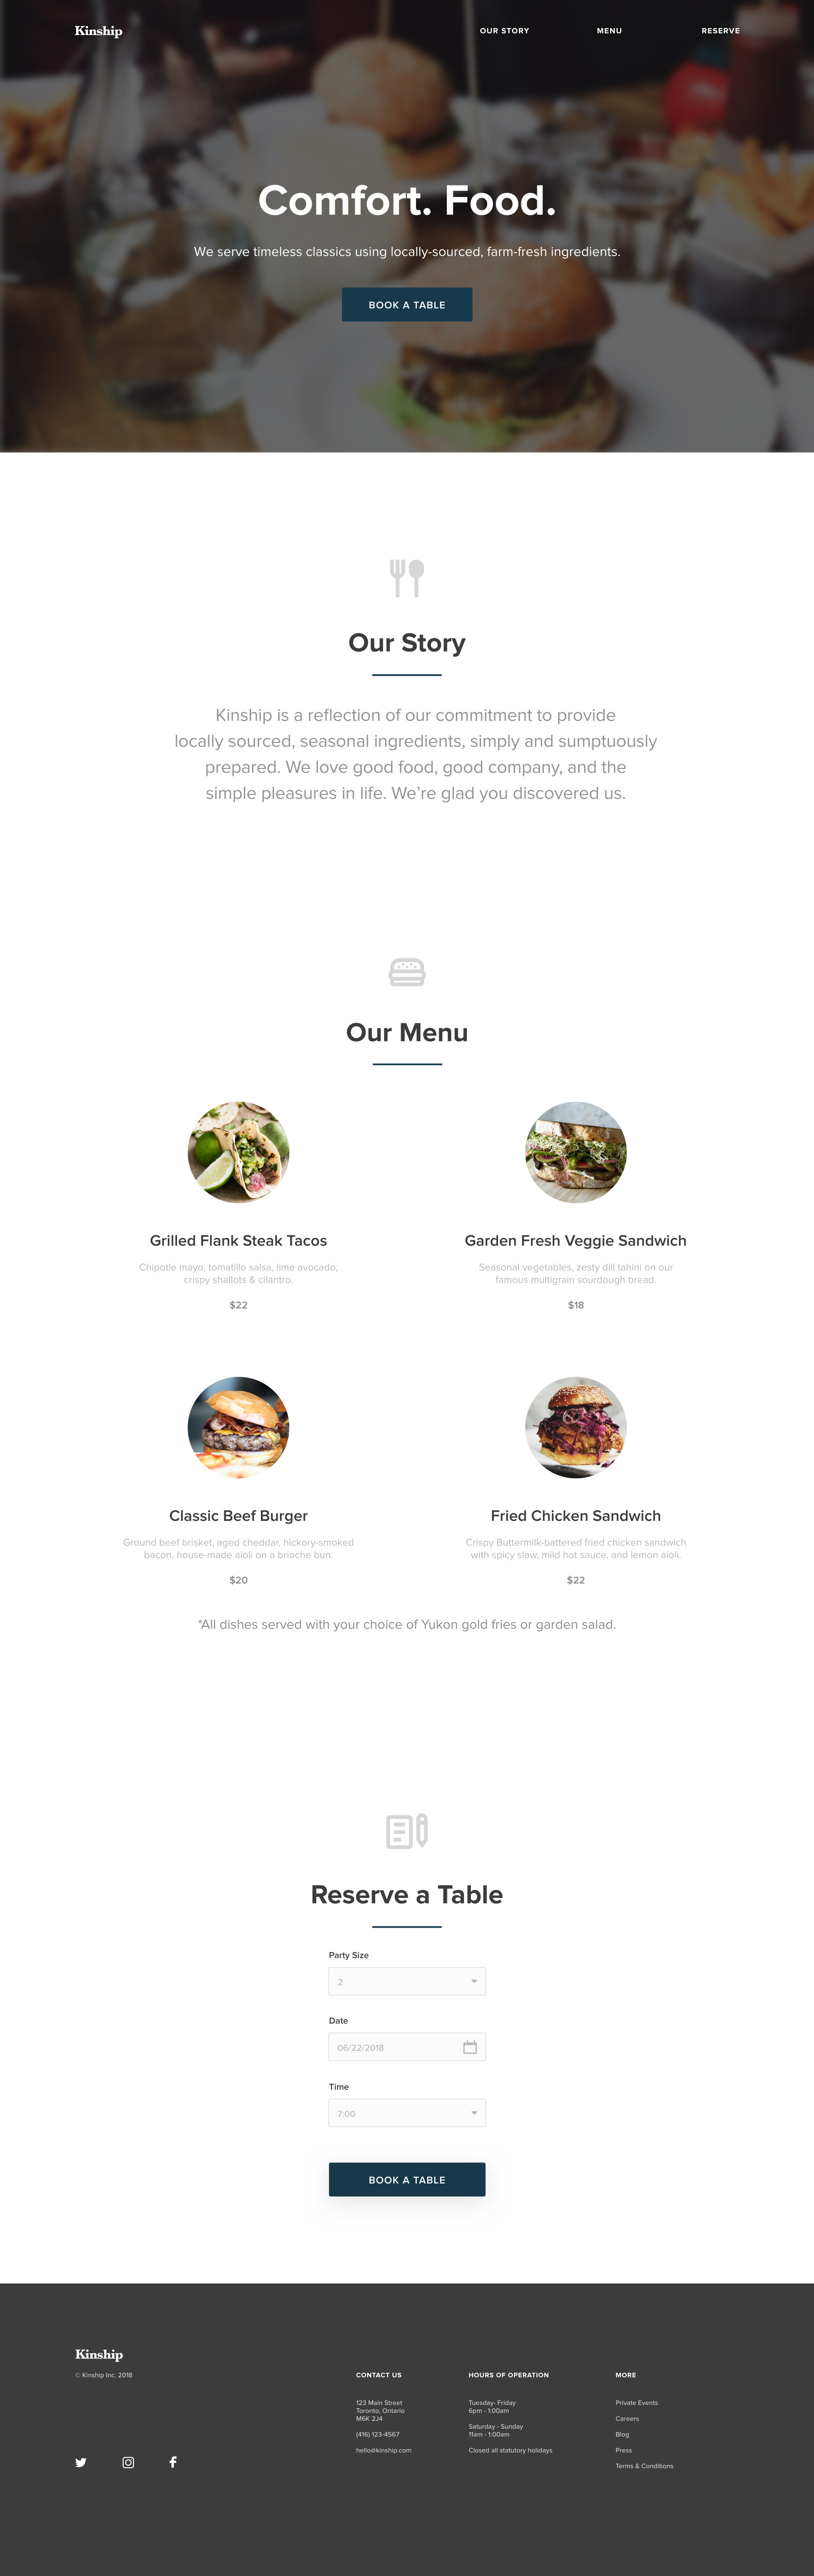 Kinship
OUR STORY
MENU
RESERVE
Comfort. Food.
We serve timeless classics using locally-sourced, farm-fresh ingredients.
BOOK A TABLE
Our Story
Kinship is a reflection of our commitment to provide
locally sourced, seasonal ingredients, simply and sumptuously
prepared. We love good food, good company, and the
simple pleasures in life. We're glad you discovered us.
Our Menu
Grilled Flank Steak Tacos
Chipotle mayo, tomatillo salsa, lime avocado,
crispy shallots & cilantro.
$22
Garden Fresh Veggie Sandwich
Seasonal vegetables, zesty dill tahini on our
famous multigrain sourdough bread.
$18
Classic Beef Burger
Ground beef brisket, aged cheddar, hickory-smoked
bacon, house-made aioli on a brioche bun.
$20
Fried Chicken Sandwich
Crispy Buttermilk-battered fried chicken sandwich
with spicy slaw, mild hot sauce, and lemon aioli.
$22
*All dishes served with your choice of Yukon gold fries or garden salad.
Reserve a Table
Party Size
2
Date
06/22/2018
Time
7:00
BOOK A TABLE
Kinship
© Kinship Inc. 2018
CONTACT US
123 Main Street
Toronto, Ontario
M6K 2J4
(416) 123-4567
hello@kinship.com
HOURS OF OPERATION
Tuesday- Friday
6pm - 1:00am
Saturday - Sunday
11am - 1:00am
Closed all statutory holidays
MORE
Private Events
Careers
Blog
Press
Terms & Conditions